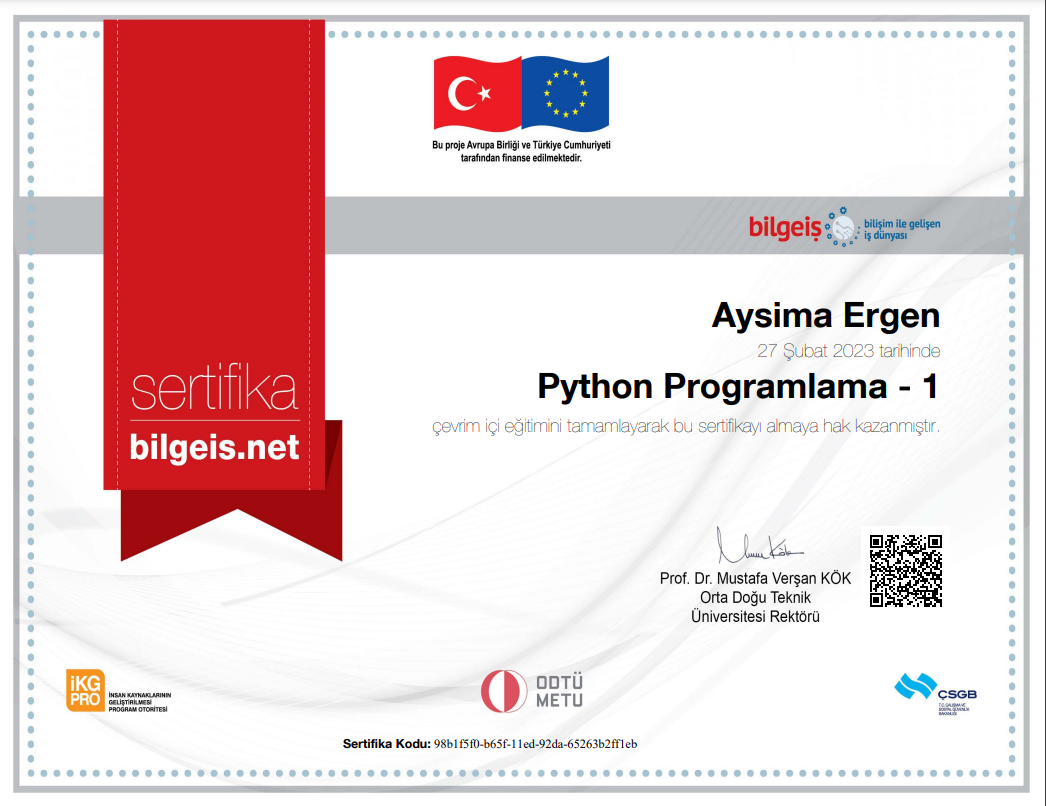 Bu proje Avrupa Birliği ve Türkiye Cumhuriyeti
tarafından finanse edilmektedir.
bilgeiş
bilişim ile gelişen
iş dünyası
Aysima Ergen
27 Şubat 2023 tarihinde
Python Programlama - 1
çevrim içi eğitimini tamamlayarak bu sertifikayı almaya hak kazanmıştır.
sertifika
bilgeis.net
Prof. Dr. Mustafa Verşan KÖK
Orta Doğu Teknik
Üniversitesi Rektörü
iKG
PRO
İNSAN KAYNAKLARININ
GELİŞTİRİLMESİ
PROGRAM OTORİTESİ
ODTÜ
METU
ÇSGB
T.C. ÇALIŞMA VE
SOSYAL GÜVENLİK
BAKANLIĞI
Sertifika Kodu: 98b1f5f0-b65f-11ed-92da-65263b2ff1eb